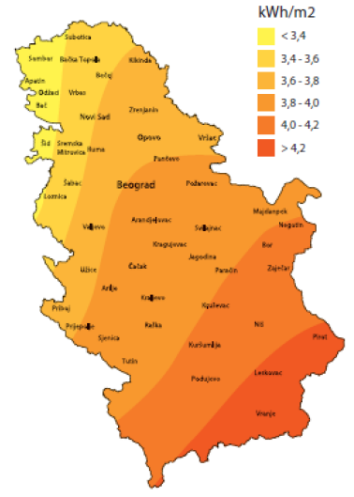 kWh/m2
< 3,4
3,4 - 3,6
3,6 - 3,8
3,8 - 4,0
4,0 - 4,2
> 4,2
Subotica
Sombor
Bačka Topola
Kikinda
Bečej
Apatin
Odžaci
Vrbas
Bač
Novi Sad
Zrenjanin
Opovo
Vršac
Šid
Sremska
Mitrovica
Ruma
Pančevo
Šabac
Beograd
Požarevac
Loznica
Majdanpek
Valjevo
Arandjelovac
Svilajnac
Negotin
Kragujevac
Bor
Jagodina
Užice
Čačak
Paraćin
Zaječar
Arilje
Kraljevo
Priboj
Kruševac
Prijepolje
Raška
Niš
Sjenica
Pirot
Kuršumlija
Tutin
Podujevo
Leskovac
Vranje